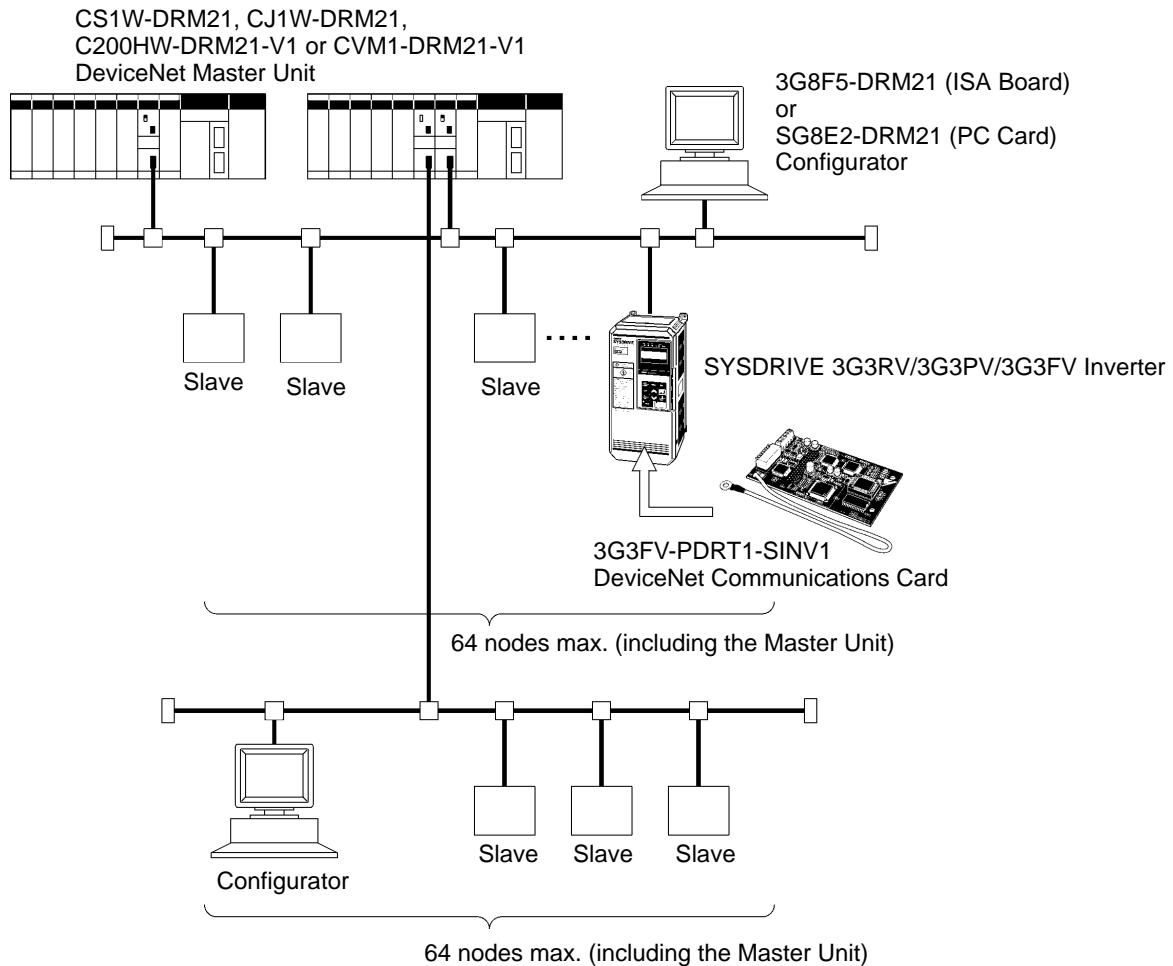 CS1W-DRM21, CJ1W-DRM21,
C200HW-DRM21-V1 or CVM1-DRM21-V1
DeviceNet Master Unit
3G8F5-DRM21 (ISA Board)
or
SG8E2-DRM21 (PC Card)
Configurator
Slave
Slave
Slave
SYSDRIVE 3G3RV/3G3PV/3G3FV Inverter
3G3FV-PDRT1-SINV1
DeviceNet Communications Card
64 nodes max. (including the Master Unit)
Configurator
Slave
Slave
Slave
64 nodes max. (including the Master Unit)